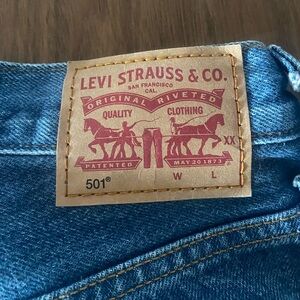 LEVI STRAUSS & CO.
SAN FRANCISCO
CAL.
ORIGINAL RIVETED
QUALITY CLOTHING
XX
PATENTED MAY 20 1873
501®
W L